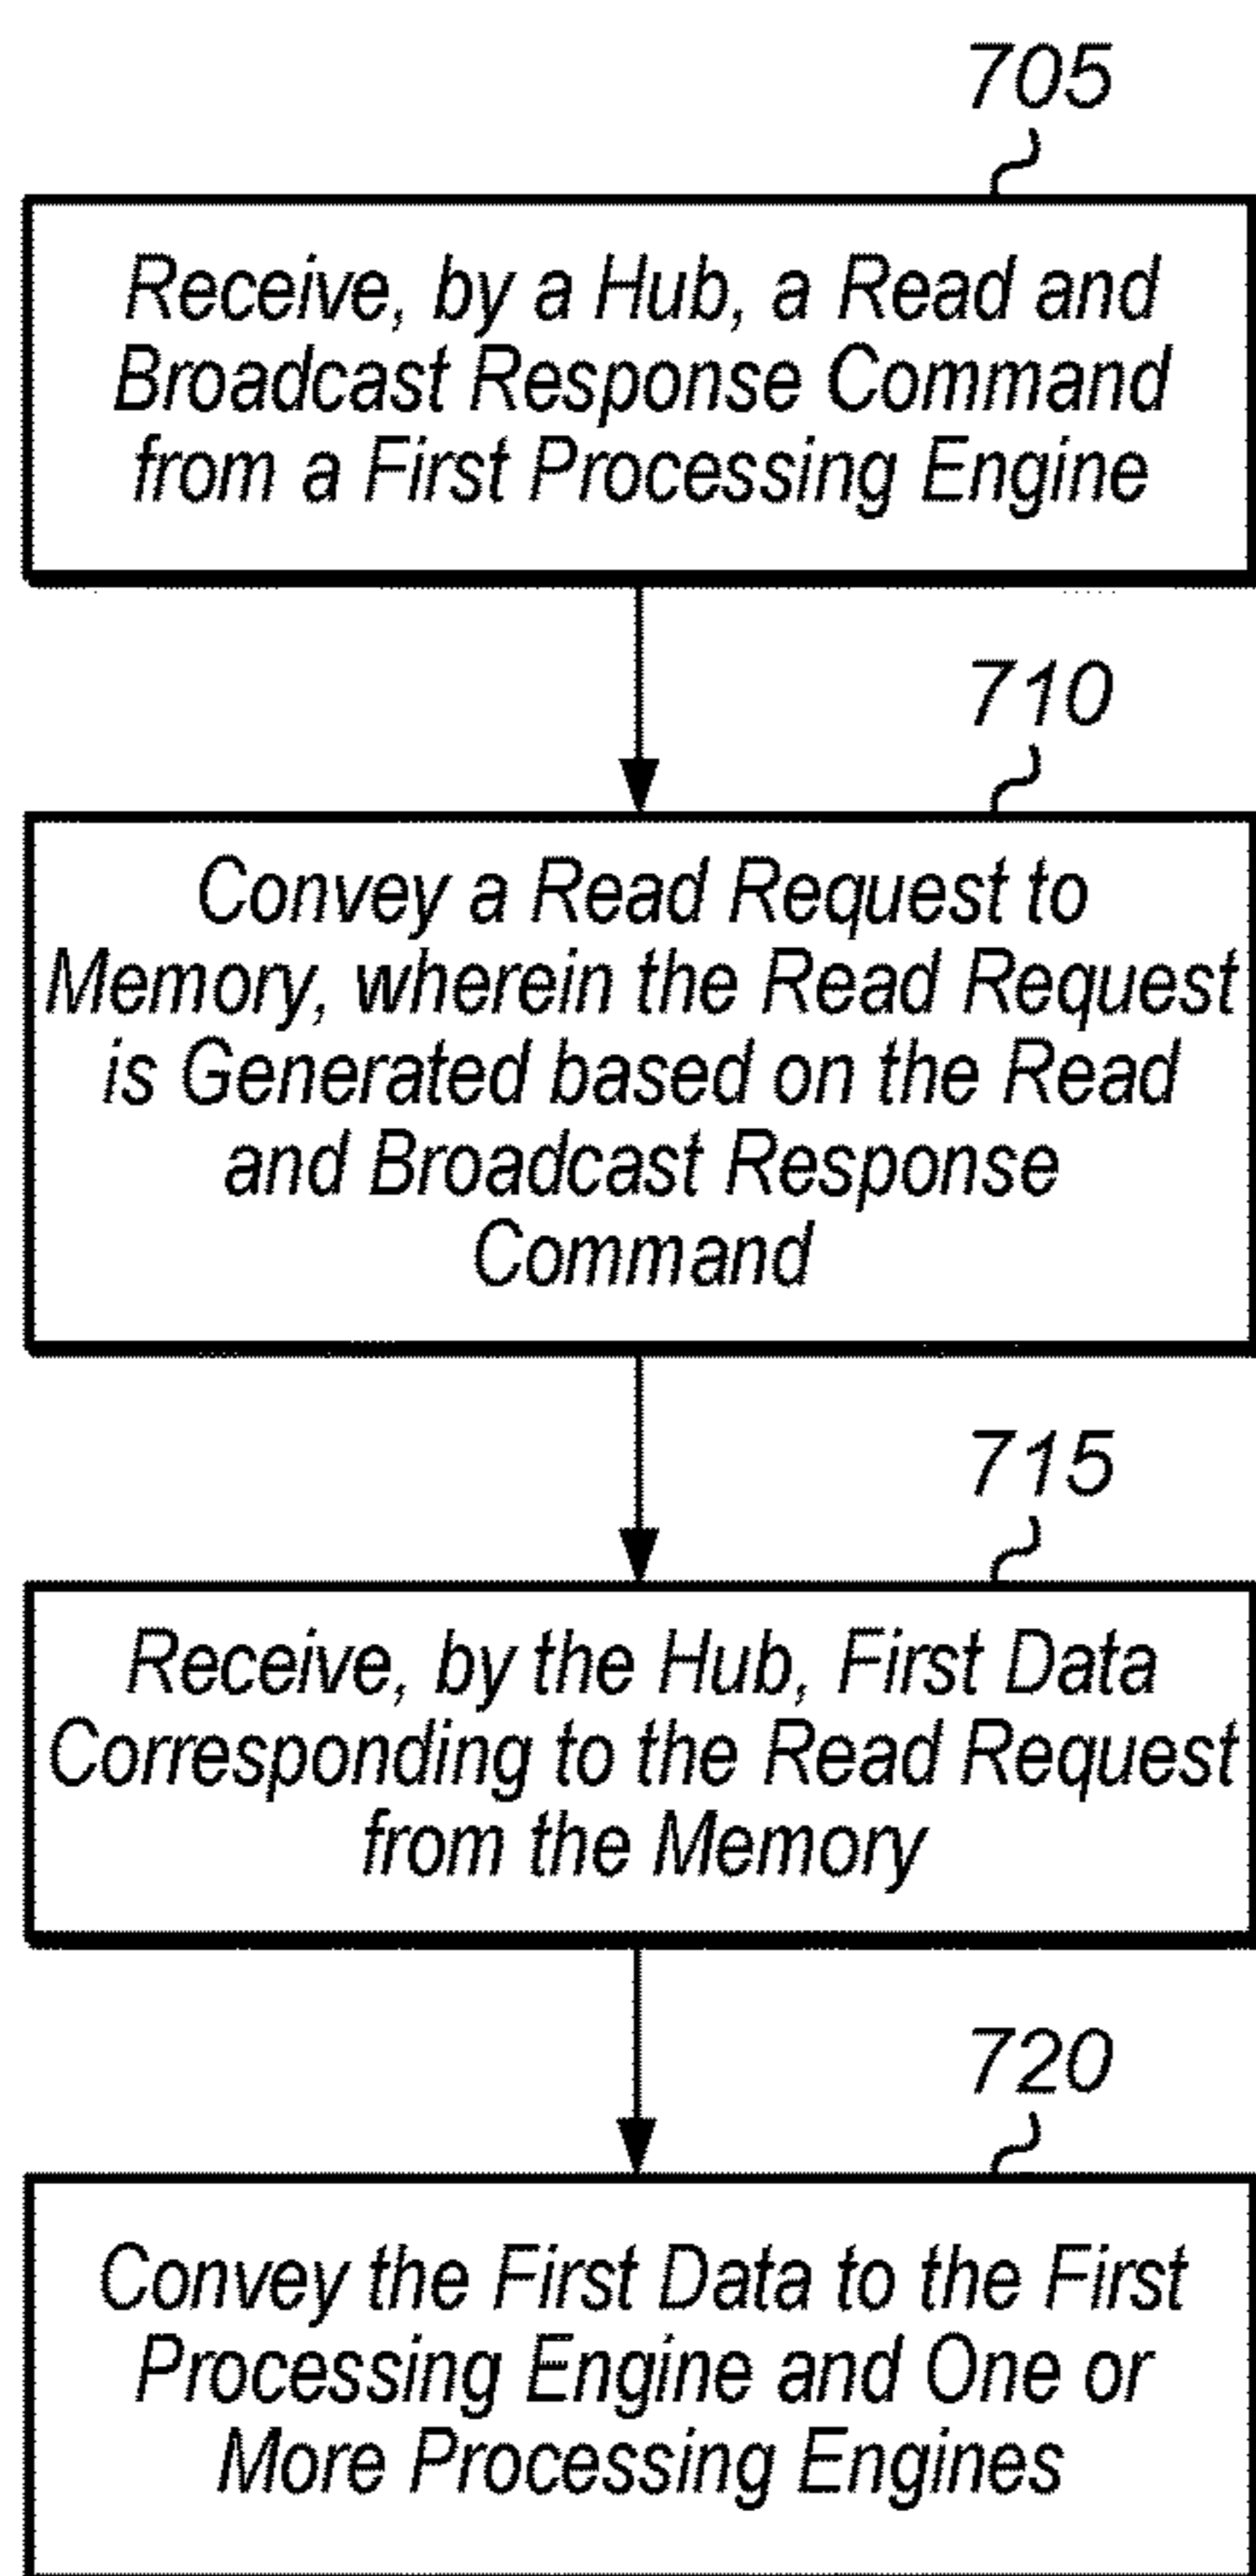 705
Receive, by a Hub, a Read and
Broadcast Response Command
from a First Processing Engine
710
Convey a Read Request to
Memory, wherein the Read Request
is Generated based on the Read
and Broadcast Response
Command
715
Receive, by the Hub, First Data
Corresponding to the Read Request
from the Memory
720
Convey the First Data to the First
Processing Engine and One or
More Processing Engines